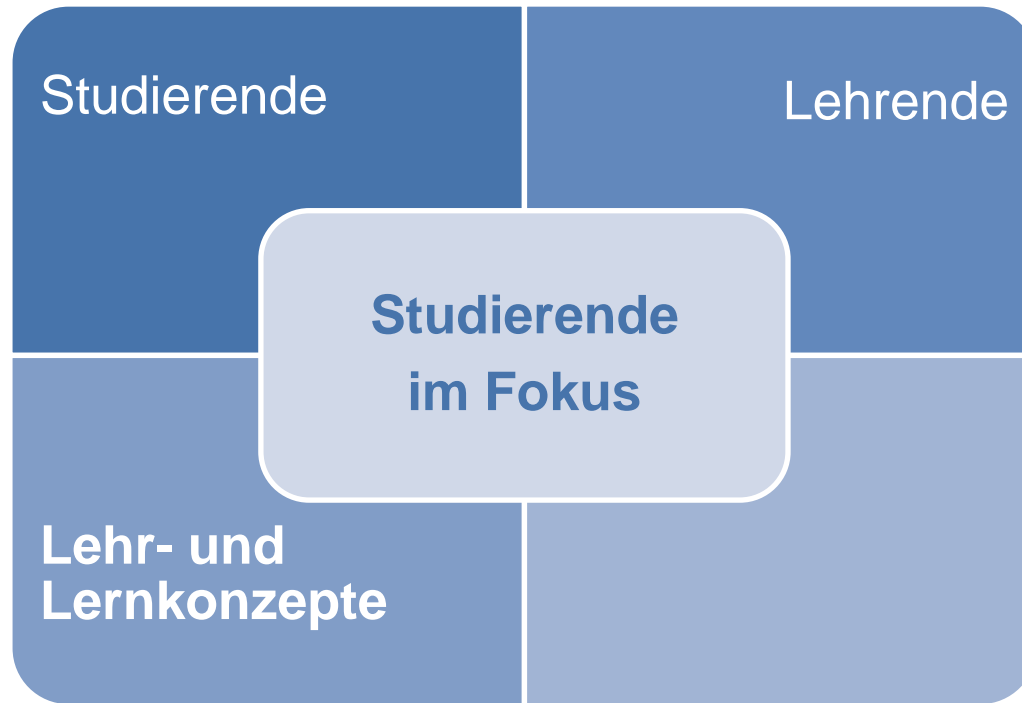 Studierende
Lehrende
Studierende
im Fokus
Lehr- und
Lernkonzepte